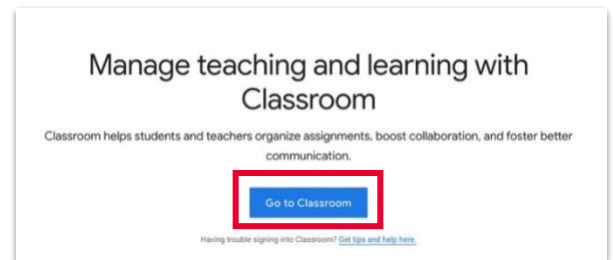 Manage teaching and learning with
Classroom
Classroom helps students and teachers organize assignments, boost collaboration, and foster better
communication.
Go to Classroom
Having trouble signing into Classroom? Get tips and help here.